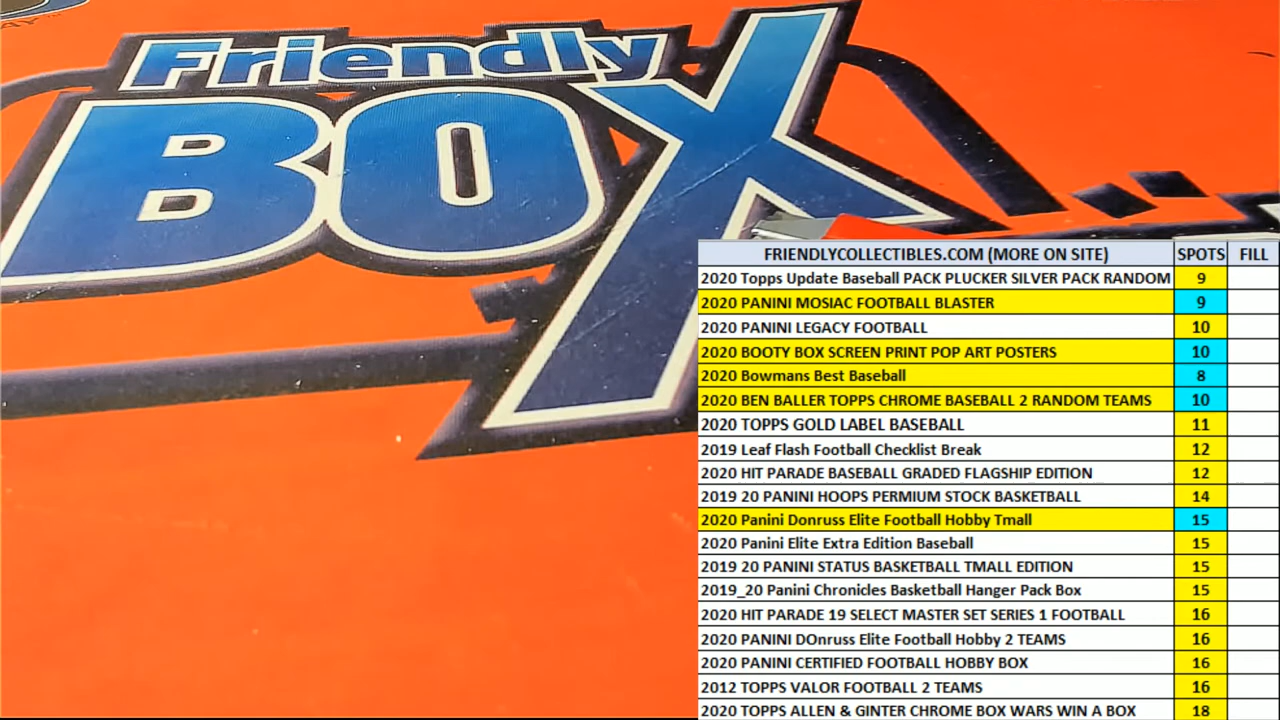 Friendly
BOX
FRIENDLYCOLLECTIBLES.COM (MORE ON SITE) SPOTS FILL
2020 Topps Update Baseball PACK PLUCKER SILVER PACK RANDOM 9
2020 PANINI MOSIAC FOOTBALL BLASTER 9
2020 PANINI LEGACY FOOTBALL 10
2020 BOOTY BOX SCREEN PRINT POP ART POSTERS 10
2020 Bowmans Best Baseball 8
2020 BEN BALLER TOPPS CHROME BASEBALL 2 RANDOM TEAMS 10
2020 TOPPS GOLD LABEL BASEBALL 11
2019 Leaf Flash Football Checklist Break 12
2020 HIT PARADE BASEBALL GRADED FLAGSHIP EDITION 12
2019 20 PANINI HOOPS PERMIUM STOCK BASKETBALL 14
2020 Panini Donruss Elite Football Hobby Tmall 15
2020 Panini Elite Extra Edition Baseball 15
2019 20 PANINI STATUS BASKETBALL TMALL EDITION 15
2019_20 Panini Chronicles Basketball Hanger Pack Box 15
2020 HIT PARADE 19 SELECT MASTER SET SERIES 1 FOOTBALL 16
2020 PANINI DOnruss Elite Football Hobby 2 TEAMS 16
2020 PANINI CERTIFIED FOOTBALL HOBBY BOX 16
2012 TOPPS VALOR FOOTBALL 2 TEAMS 16
2020 TOPPS ALLEN & GINTER CHROME BOX WARS WIN A BOX 18